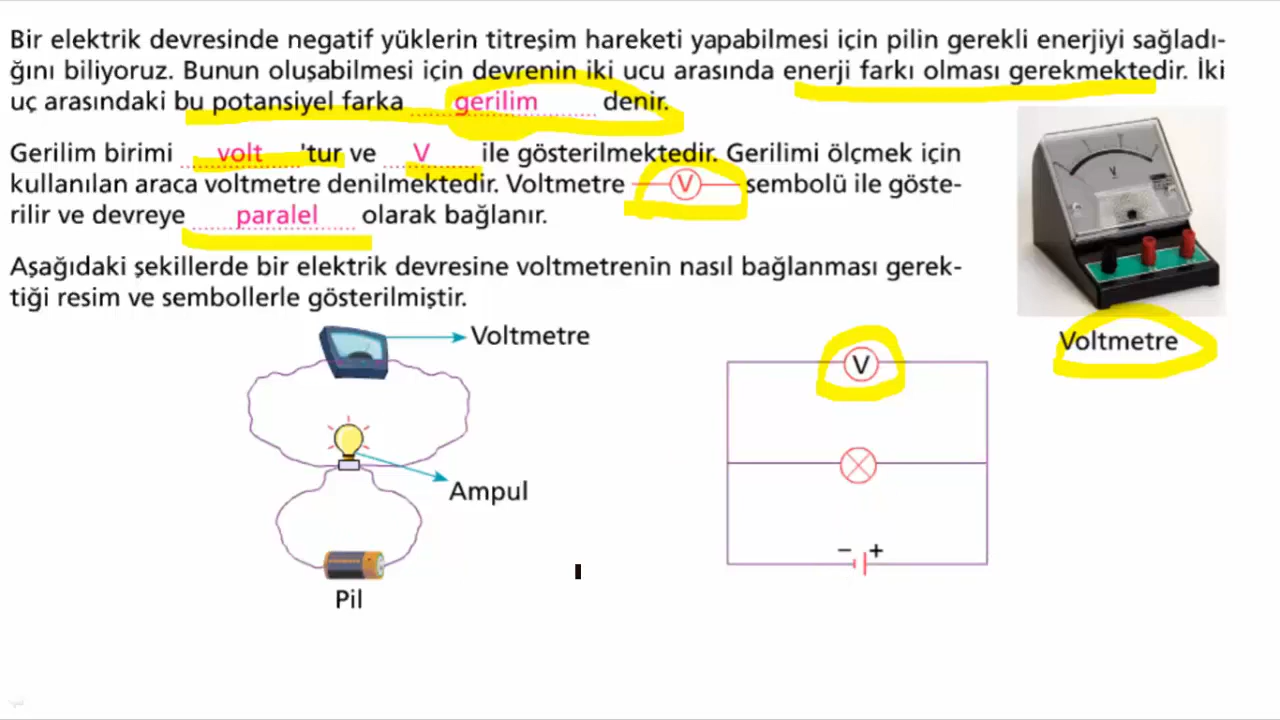 Bir elektrik devresinde negatif yüklerin titreşim hareketi yapabilmesi için pilin gerekli enerjiyi sağladı-
ğını biliyoruz. Bunun oluşabilmesi için devrenin iki ucu arasında enerji farkı olması gerekmektedir. İki
uç arasındaki bu potansiyel farka gerilim denir.
Gerilim birimi volt 'tur ve V ile gösterilmektedir. Gerilimi ölçmek için
kullanılan araca voltmetre denilmektedir. Voltmetre V sembolü ile göste-
rilir ve devreye paralel olarak bağlanır.
Aşağıdaki şekillerde bir elektrik devresine voltmetrenin nasıl bağlanması gerek-
tiği resim ve sembollerle gösterilmiştir.
V
Voltmetre
Voltmetre
Ampul
Pil
V
- +